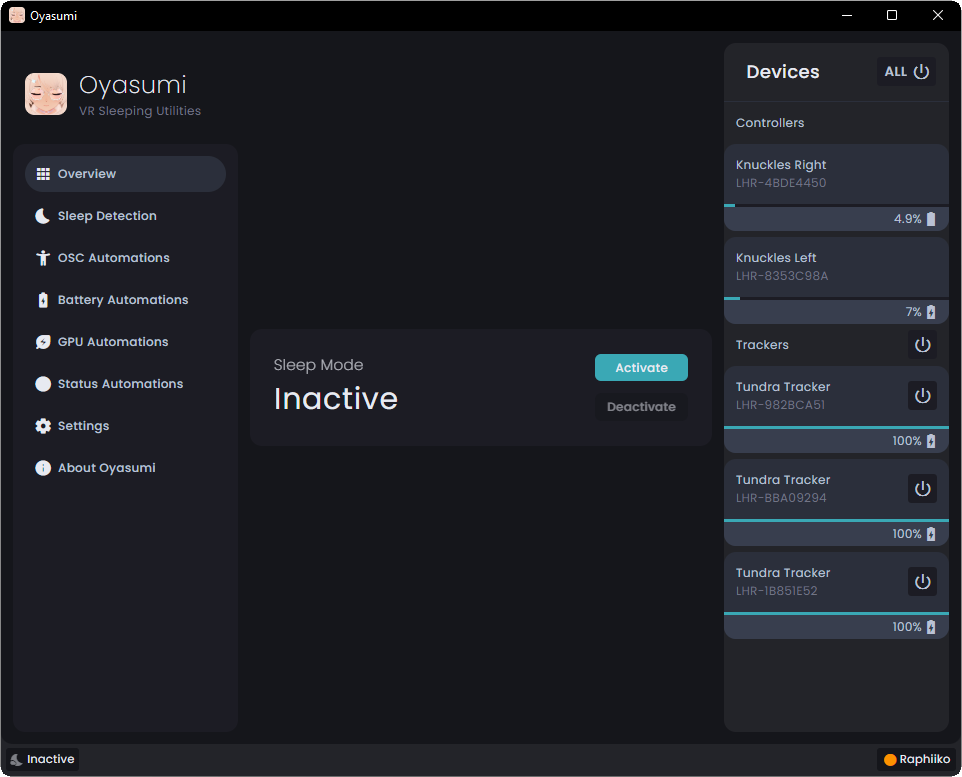 Oyasumi
Oyasumi
VR Sleeping Utilities
Overview
Sleep Detection
OSC Automations
Battery Automations
GPU Automations
Status Automations
Settings
About Oyasumi
Sleep Mode
Inactive
Activate
Deactivate
Devices
ALL
Controllers
Knuckles Right
LHR-4BDE4450
4.9%
Knuckles Left
LHR-8353C98A
7%
Trackers
Tundra Tracker
LHR-982BCA51
100%
Tundra Tracker
LHR-BBA09294
100%
Tundra Tracker
LHR-1B851E52
100%
Inactive
Raphiiko